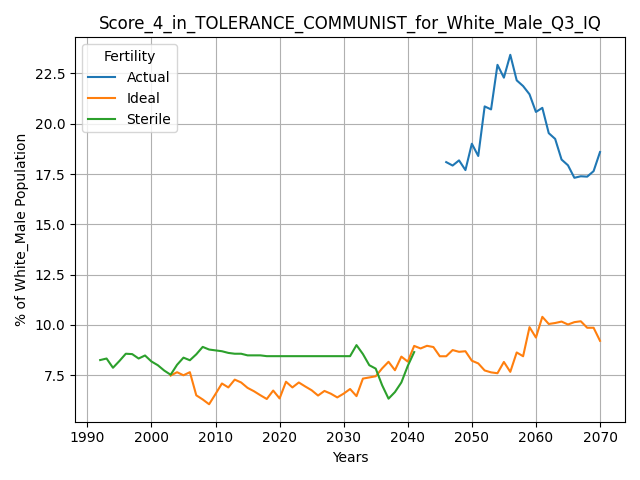 Score_4_in_TOLERANCE_COMMUNIST_for_White_Male_Q3_IQ
Fertility
Actual
Ideal
Sterile
% of White_Male Population
22.5
20.0
17.5
15.0
12.5
10.0
7.5
1990 2000 2010 2020 2030 2040 2050 2060 2070
Years